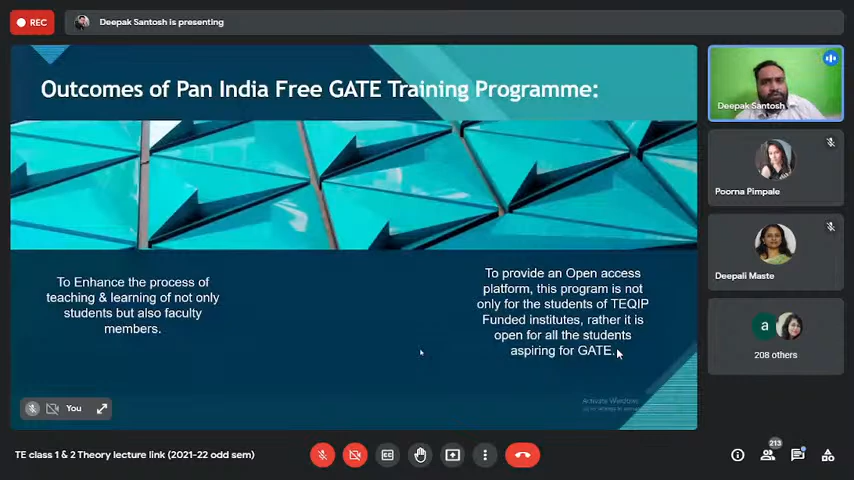 REC
Deepak Santosh is presenting
Outcomes of Pan India Free GATE Training Programme:
To Enhance the process of
teaching & learning of not only
students but also faculty
members.
To provide an Open access
platform, this program is not
only for the students of TEQIP
Funded institutes, rather it is
open for all the students
aspiring for GATE.
Activate Windows
You
Deepak Santosh
Poorna Pimpale
Deepali Maste
a
208 others
TE class 1 & 2 Theory lecture link (2021-22 odd sem)
CC
213